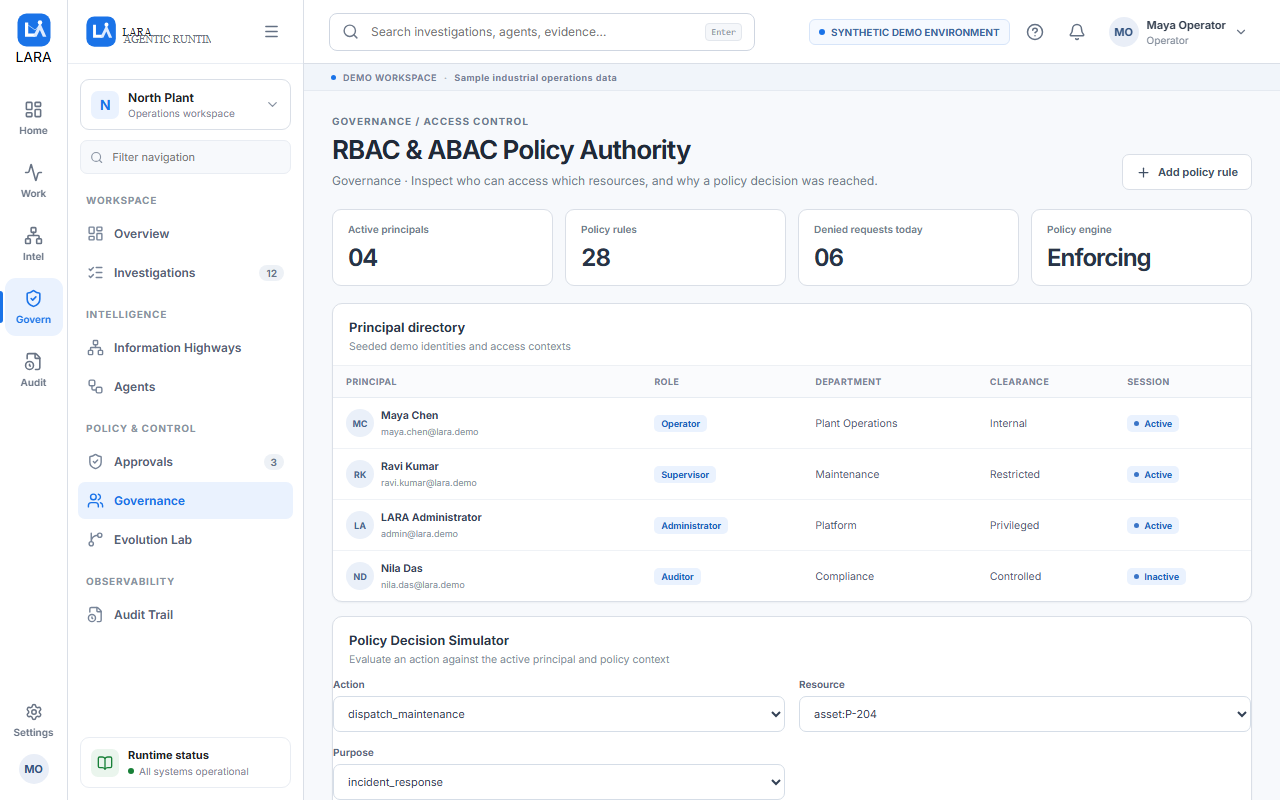 LARA
Home
Work
Intel
Govern
Audit
Settings
MO
LARA
AGENTIC RUNTIM
N
North Plant
Operations workspace
Filter navigation
WORKSPACE
Overview
Investigations 12
INTELLIGENCE
Information Highways
Agents
POLICY & CONTROL
Approvals 3
Governance
Evolution Lab
OBSERVABILITY
Audit Trail
Runtime status
All systems operational
Search investigations, agents, evidence... Enter
SYNTHETIC DEMO ENVIRONMENT
MO
Maya Operator
Operator
DEMO WORKSPACE · Sample industrial operations data
GOVERNANCE / ACCESS CONTROL
RBAC & ABAC Policy Authority
Governance · Inspect who can access which resources, and why a policy decision was reached.
Add policy rule
Active principals
04
Policy rules
28
Denied requests today
06
Policy engine
Enforcing
Principal directory
Seeded demo identities and access contexts
PRINCIPAL ROLE DEPARTMENT CLEARANCE SESSION
MC Maya Chen Operator Plant Operations Internal Active
maya.chen@lara.demo
RK Ravi Kumar Supervisor Maintenance Restricted Active
ravi.kumar@lara.demo
LA LARA Administrator Administrator Platform Privileged Active
admin@lara.demo
ND Nila Das Auditor Compliance Controlled Inactive
nila.das@lara.demo
Policy Decision Simulator
Evaluate an action against the active principal and policy context
Action Resource
dispatch_maintenance asset:P-204
Purpose
incident_response